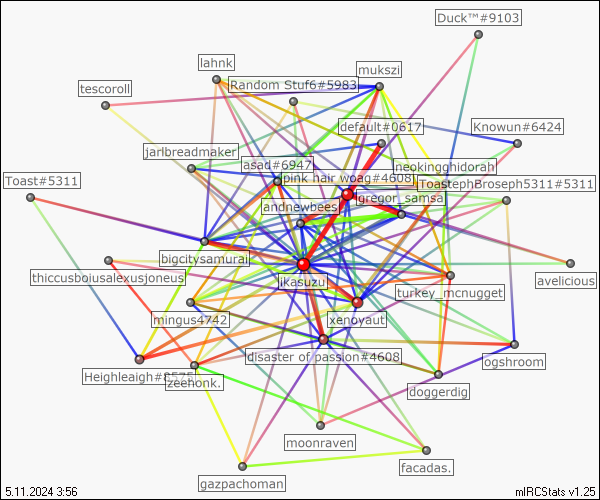 Duck™#9103
lahnk
mukszi
Random Stuf6#5983
tescoroll
default#0617
Knowun#6424
jarlbreadmaker
asad#6947
neokingghidorah
Toast#5311
pink hair woag#4608
ToastephBroseph5311#5311
gregor_samsa
andnewbees
bigcitysamurai
thiccusboiusalexusjoneus
ikasuzu
avelicious
turkey_mcnugget
mingus4742
xenoyaut
disaster of passion#4608
ogshroom
Heighleaigh#8575
zeehonk.
doggerdig
moonraven
facadas.
gazpachoman
5.11.2024 3:56
mIRCStats v1.25